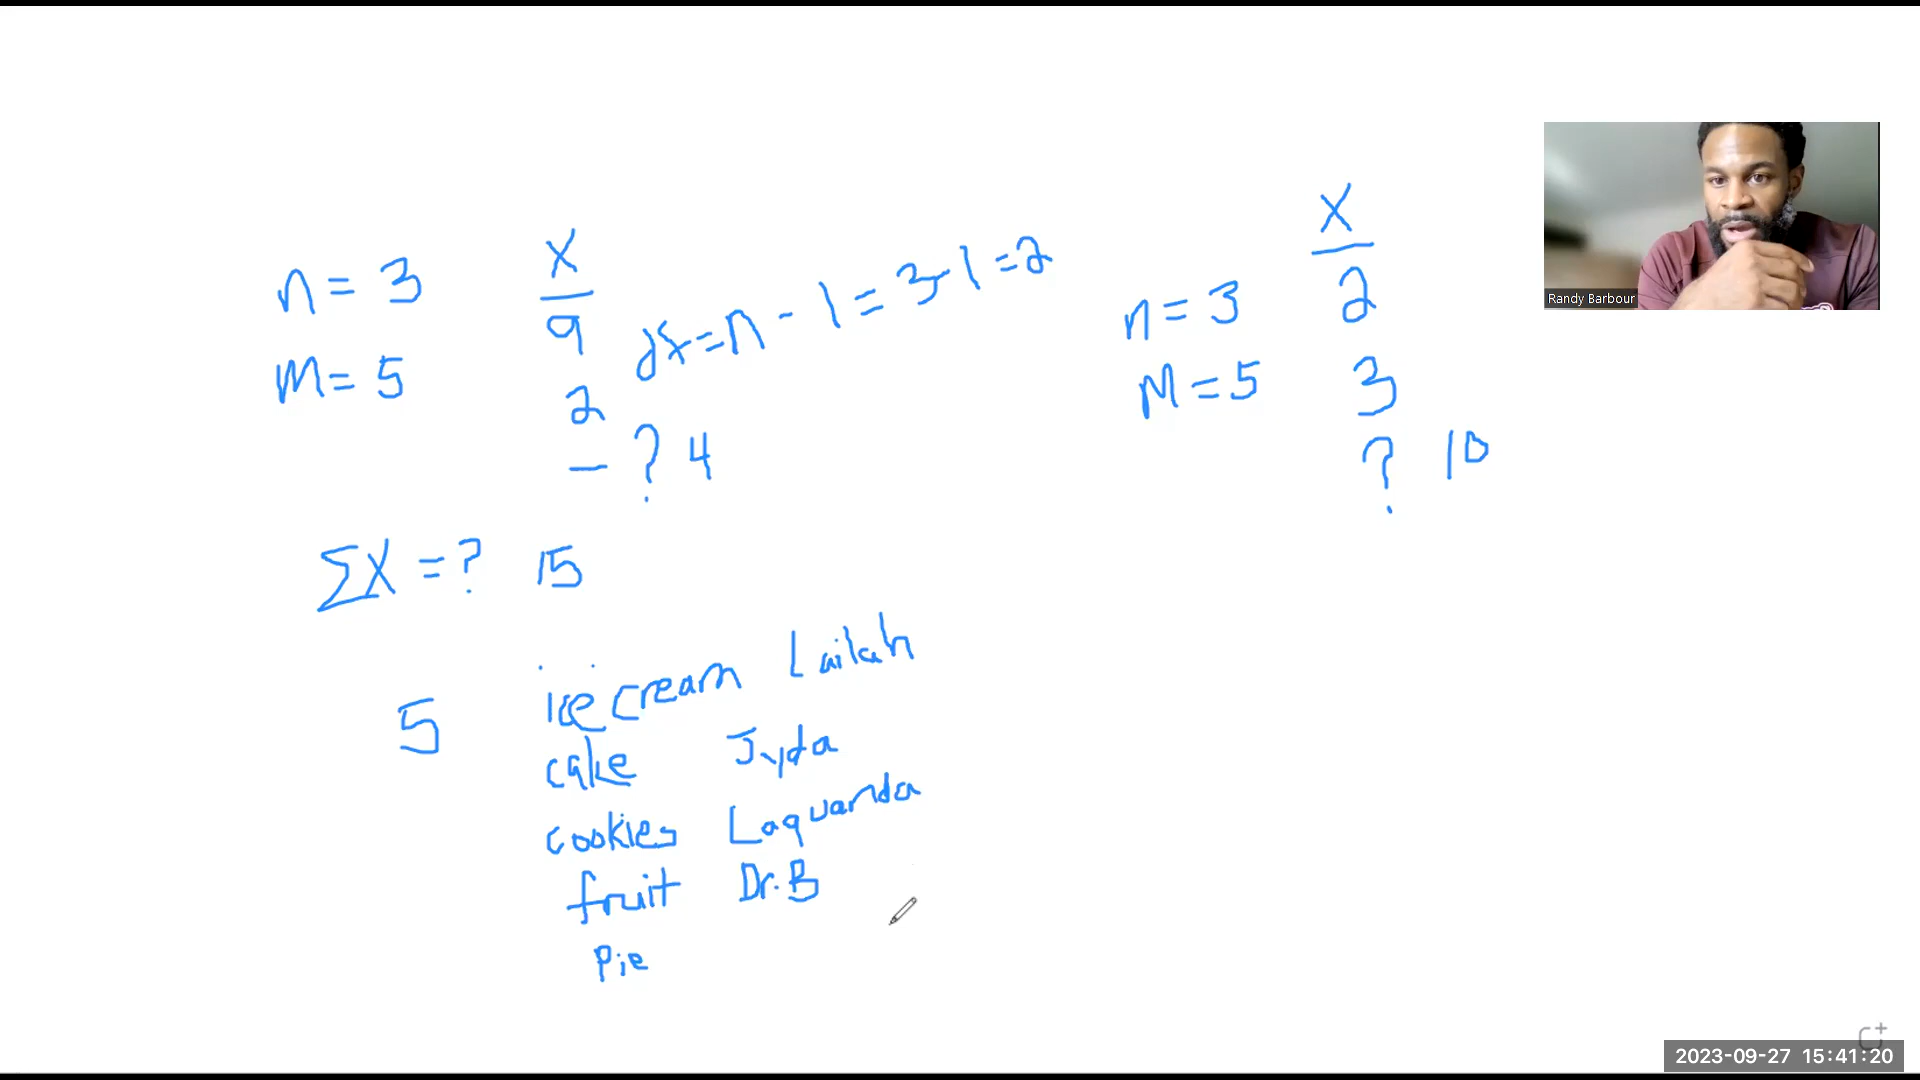 n = 3
M = 5
X
9
2
– ? 4
df = n - 1 = 3-1 = 2
ΣX = ? 15
n = 3
M = 5
X
2
3
? 10
5
ice cream Lailah
cake Jyda
cookies Laquanda
fruit Dr. B
Pie
Randy Barbour
2023-09-27 15:41:20